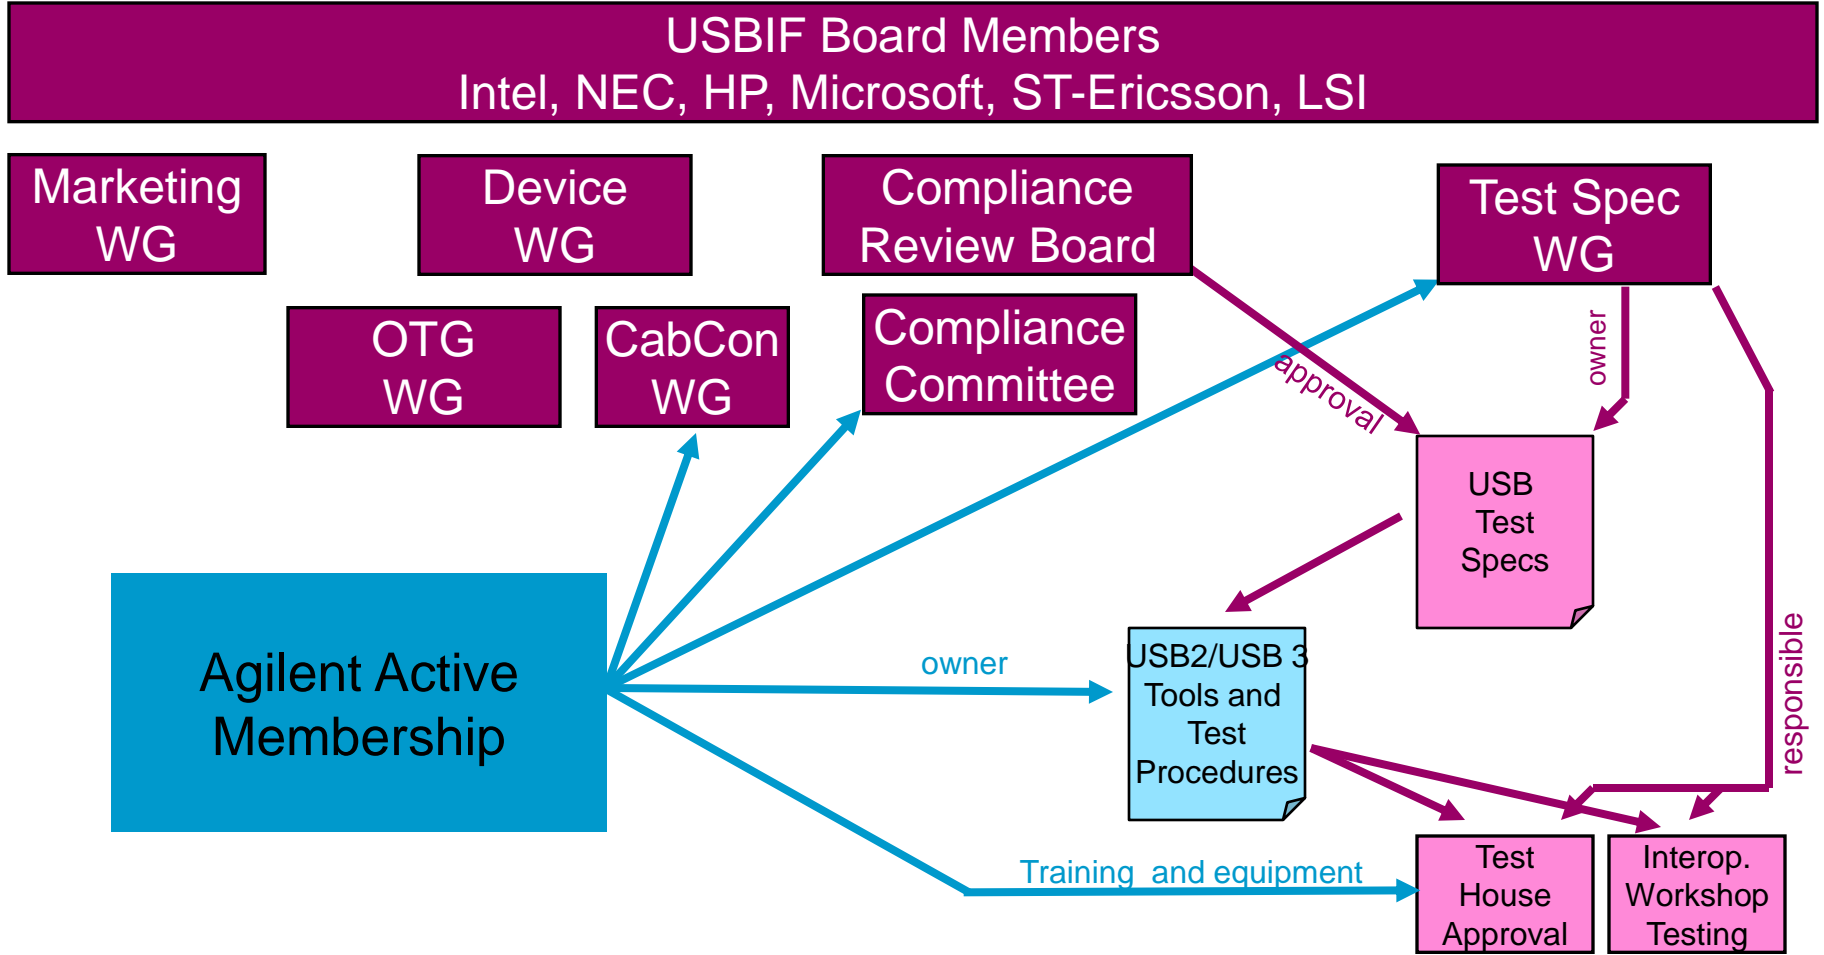 USBIF Board Members
Intel, NEC, HP, Microsoft, ST-Ericsson, LSI
Marketing
WG
Device
WG
Compliance
Review Board
Test Spec
WG
OTG
WG
CabCon
WG
Compliance
Committee
approval
owner
USB
Test
Specs
Agilent Active
Membership
owner
USB2/USB 3
Tools and
Test
Procedures
responsible
Training and equipment
Test
House
Approval
Interop.
Workshop
Testing